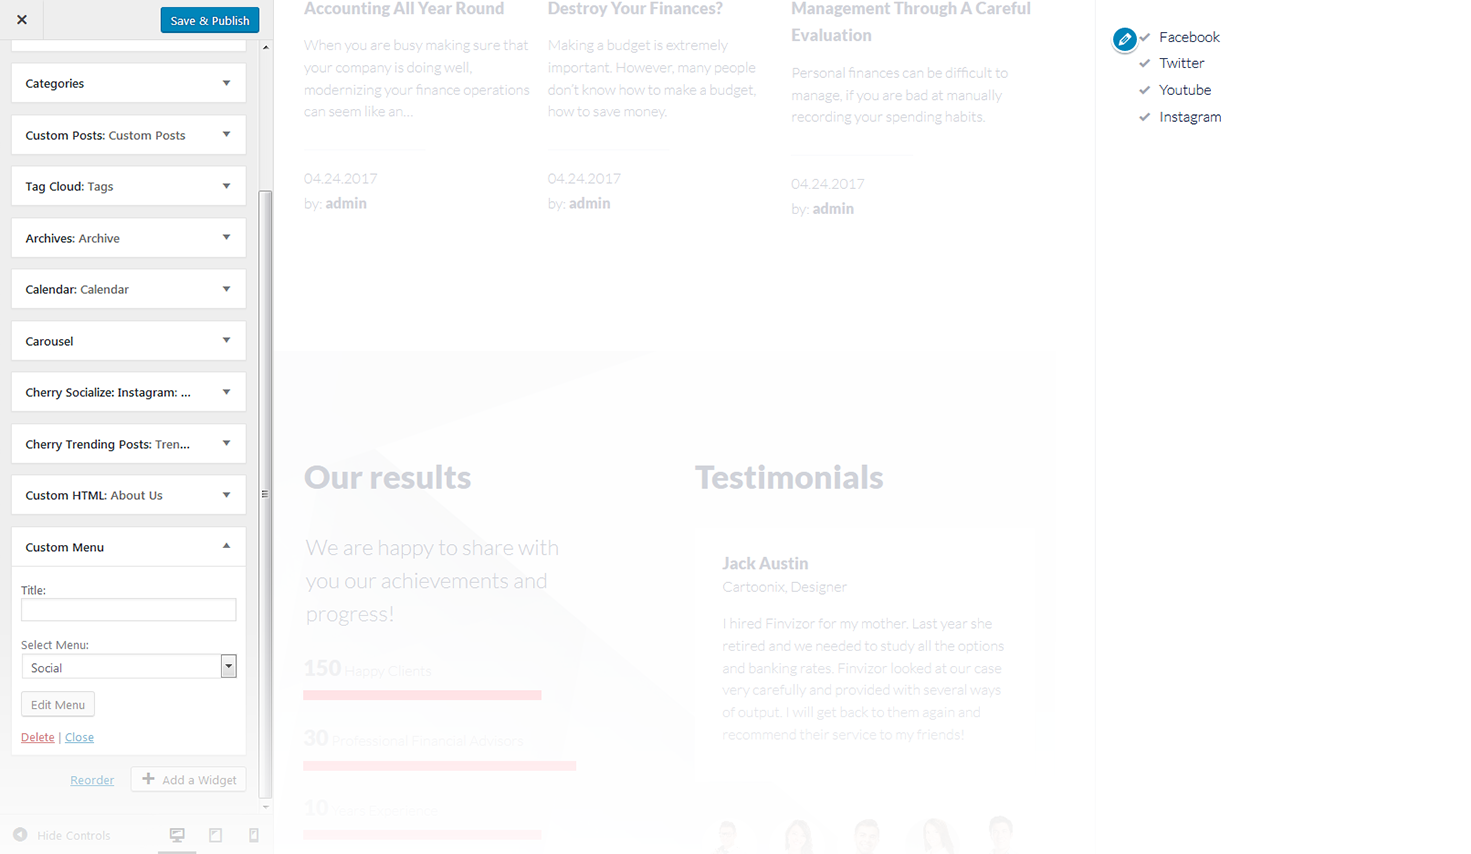 Save & Publish
Categories
Custom Posts: Custom Posts
Tag Cloud: Tags
Archives: Archive
Calendar: Calendar
Carousel
Cherry Socialize: Instagram: ...
Cherry Trending Posts: Tren...
Custom HTML: About Us
Custom Menu
Title:
Select Menu:
Social
Edit Menu
Delete | Close
Reorder
Add a Widget
Hide Controls
Accounting All Year Round
When you are busy making sure that
your company is doing well,
modernizing your finance operations
can seem like an...
04.24.2017
by: admin
Destroy Your Finances?
Making a budget is extremely
important. However, many people
don't know how to make a budget,
how to save money.
04.24.2017
by: admin
Management Through A Careful
Evaluation
Personal finances can be difficult to
manage, if you are bad at manually
recording your spending habits.
04.24.2017
by: admin
Our results
We are happy to share with
you our achievements and
progress!
150 Happy Clients
30 Professional Financial Advisors
10
Testimonials
Jack Austin
Cartoonix, Designer
I hired Finvizor for my mother. Last year she
retired and we needed to study all the options
and banking rates. Finvizor looked at our case
very carefully and provided with several ways
of output. I will get back to them again and
recommend their service to my friends!
Facebook
Twitter
Youtube
Instagram